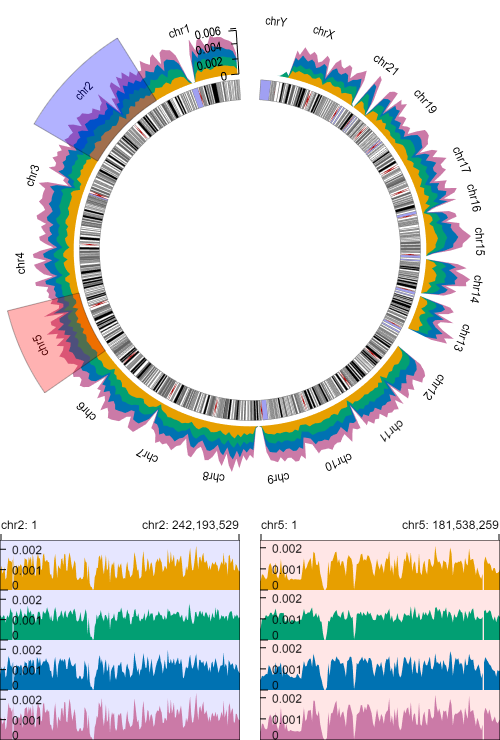 chrY
chr1
0.006
0.004
0.002
0
chrX
chr21
chr19
chr17
chr16
chr15
chr14
chr13
chr12
chr11
chr10
chr9
chr8
chr7
chr6
chr5
chr4
chr3
chr2
chr2: 1 chr2: 242,193,529 chr5: 1 chr5: 181,538,259
0.002 0.002
0.001 0.001
0 0
0.002 0.002
0.001 0.001
0 0
0.002 0.002
0.001 0.001
0 0
0.002 0.002
0.001 0.001
0 0